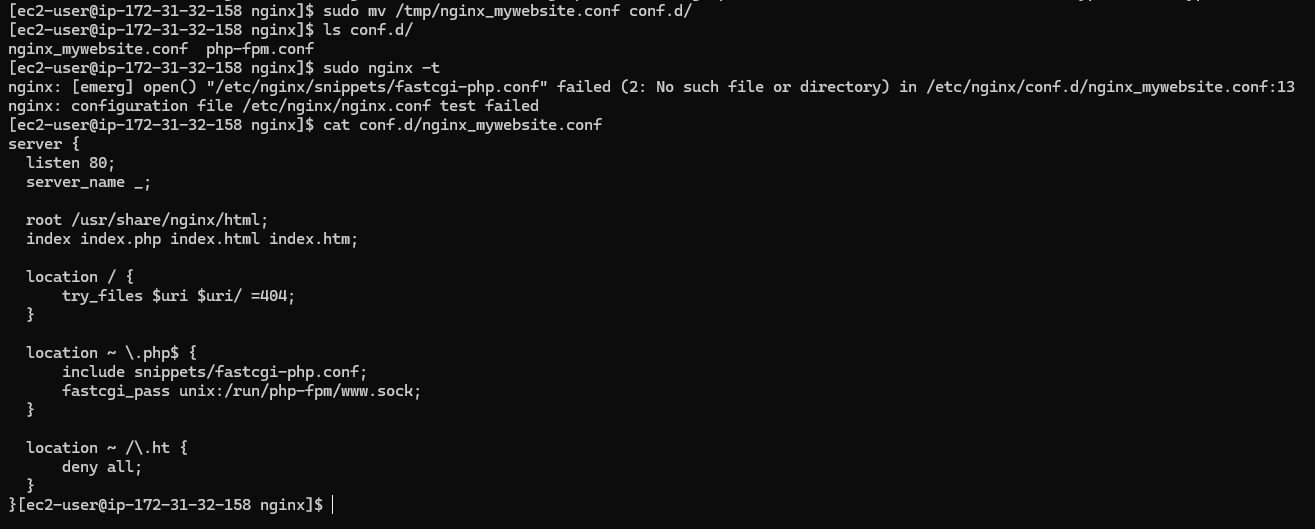 [ec2-user@ip-172-31-32-158 nginx]$ sudo mv /tmp/nginx_mywebsite.conf conf.d/
[ec2-user@ip-172-31-32-158 nginx]$ ls conf.d/
nginx_mywebsite.conf  php-fpm.conf
[ec2-user@ip-172-31-32-158 nginx]$ sudo nginx -t
nginx: [emerg] open() "/etc/nginx/snippets/fastcgi-php.conf" failed (2: No such file or directory) in /etc/nginx/conf.d/nginx_mywebsite.conf:13
nginx: configuration file /etc/nginx/nginx.conf test failed
[ec2-user@ip-172-31-32-158 nginx]$ cat conf.d/nginx_mywebsite.conf
server {
  listen 80;
  server_name _;

  root /usr/share/nginx/html;
  index index.php index.html index.htm;

  location / {
      try_files $uri $uri/ =404;
  }

  location ~ \.php$ {
      include snippets/fastcgi-php.conf;
      fastcgi_pass unix:/run/php-fpm/www.sock;
  }

  location ~ /\.ht {
      deny all;
  }
}[ec2-user@ip-172-31-32-158 nginx]$